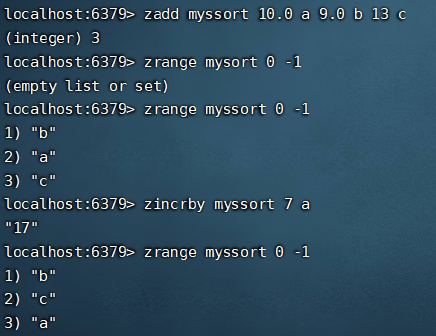 localhost:6379> zadd myssort 10.0 a 9.0 b 13 c
(integer) 3
localhost:6379> zrange mysort 0 -1
(empty list or set)
localhost:6379> zrange myssort 0 -1
1) "b"
2) "a"
3) "c"
localhost:6379> zincrby myssort 7 a
"17"
localhost:6379> zrange myssort 0 -1
1) "b"
2) "c"
3) "a"